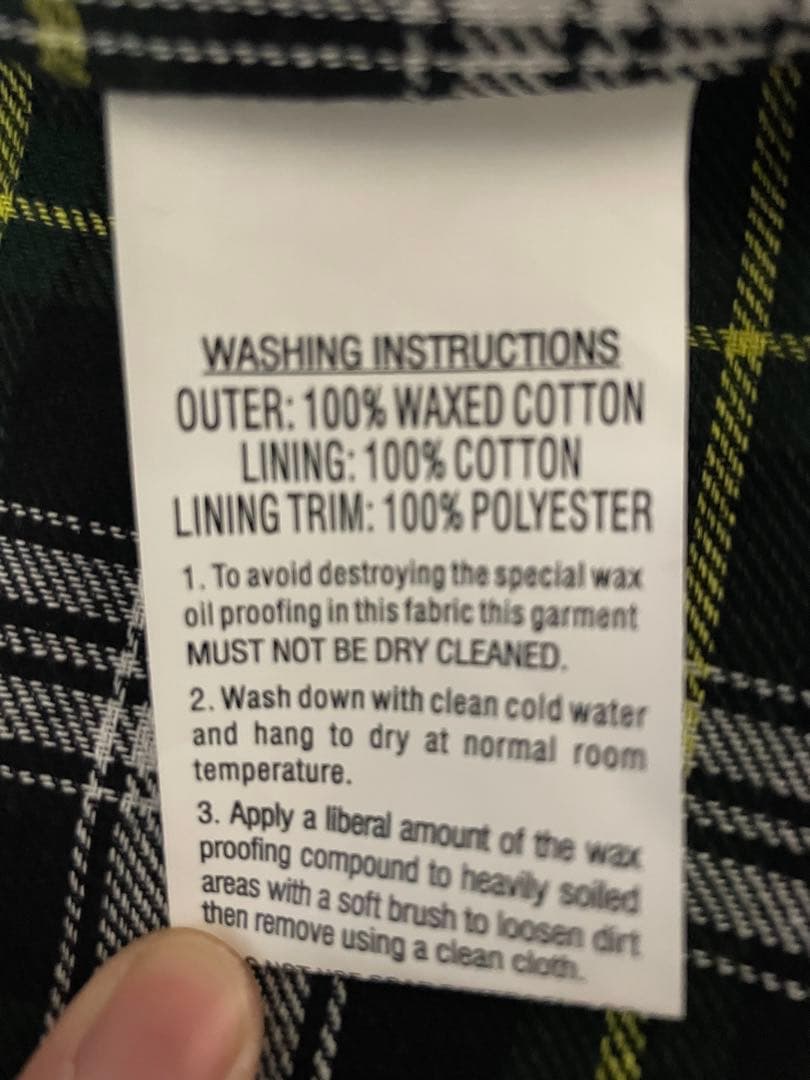 WASHING INSTRUCTIONS
OUTER: 100% WAXED COTTON
LINING: 100% COTTON
LINING TRIM: 100% POLYESTER
1. To avoid destroying the special wax
oil proofing in this fabric this garment
MUST NOT BE DRY CLEANED.
2. Wash down with clean cold water
and hang to dry at normal room
temperature.
3. Apply a liberal amount of the wax
proofing compound to heavily soiled
areas with a soft brush to loosen dirt
then remove using a clean cloth.